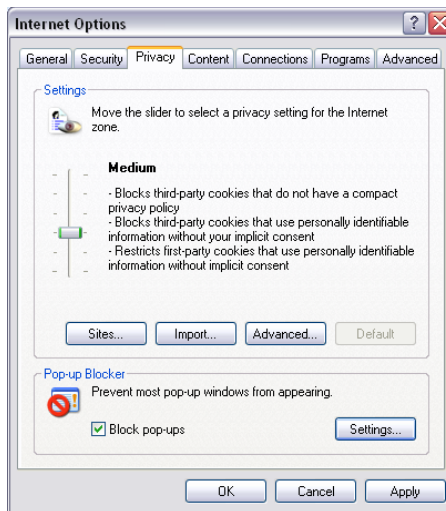 Internet Options
General Security Privacy Content Connections Programs Advanced
Settings
Move the slider to select a privacy setting for the Internet
zone.
Medium
- Blocks third-party cookies that do not have a compact
privacy policy
- Blocks third-party cookies that use personally identifiable
information without your implicit consent
- Restricts first-party cookies that use personally identifiable
information without implicit consent
Sites... Import... Advanced... Default
Pop-up Blocker
Prevent most pop-up windows from appearing.
Block pop-ups Settings...
OK Cancel Apply